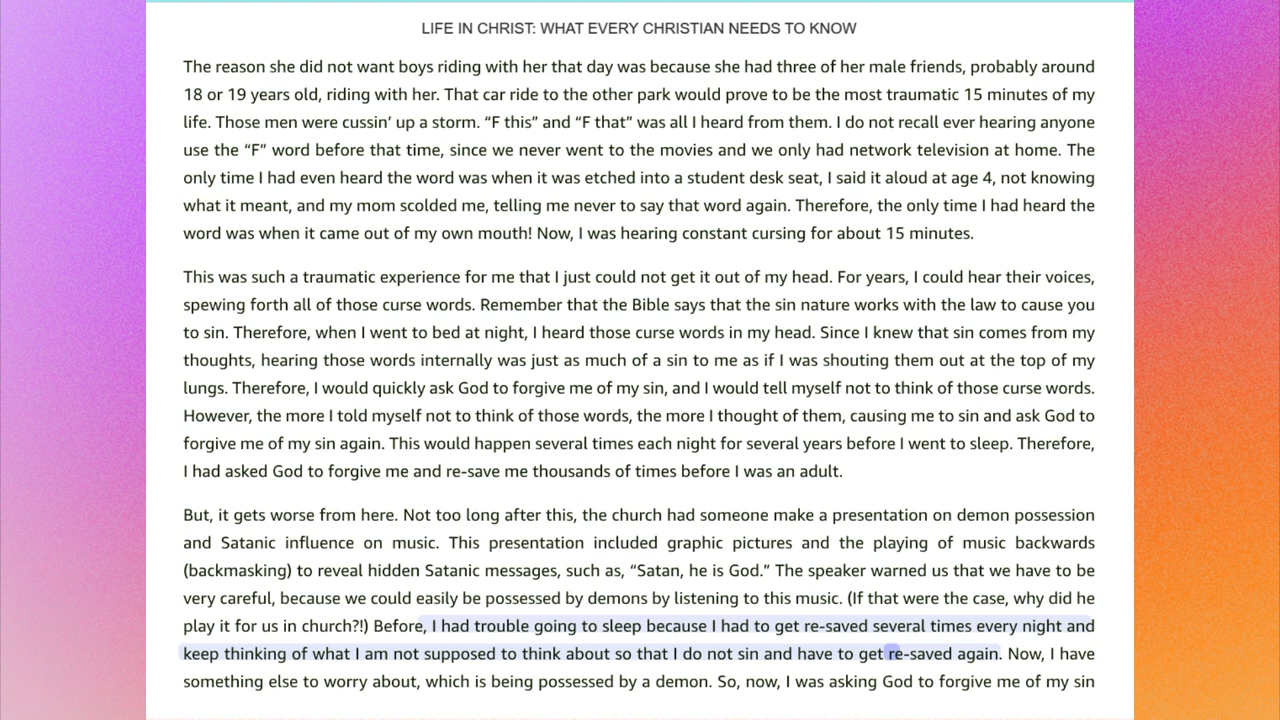 LIFE IN CHRIST: WHAT EVERY CHRISTIAN NEEDS TO KNOW
The reason she did not want boys riding with her that day was because she had three of her male friends, probably around
18 or 19 years old, riding with her. That car ride to the other park would prove to be the most traumatic 15 minutes of my
life. Those men were cussin’ up a storm. “F this” and “F that” was all I heard from them. I do not recall ever hearing anyone
use the “F” word before that time, since we never went to the movies and we only had network television at home. The
only time I had even heard the word was when it was etched into a student desk seat, I said it aloud at age 4, not knowing
what it meant, and my mom scolded me, telling me never to say that word again. Therefore, the only time I had heard the
word was when it came out of my own mouth! Now, I was hearing constant cursing for about 15 minutes.
This was such a traumatic experience for me that I just could not get it out of my head. For years, I could hear their voices,
spewing forth all of those curse words. Remember that the Bible says that the sin nature works with the law to cause you
to sin. Therefore, when I went to bed at night, I heard those curse words in my head. Since I knew that sin comes from my
thoughts, hearing those words internally was just as much of a sin to me as if I was shouting them out at the top of my
lungs. Therefore, I would quickly ask God to forgive me of my sin, and I would tell myself not to think of those curse words.
However, the more I told myself not to think of those words, the more I thought of them, causing me to sin and ask God to
forgive me of my sin again. This would happen several times each night for several years before I went to sleep. Therefore,
I had asked God to forgive me and re-save me thousands of times before I was an adult.
But, it gets worse from here. Not too long after this, the church had someone make a presentation on demon possession
and Satanic influence on music. This presentation included graphic pictures and the playing of music backwards
(backmasking) to reveal hidden Satanic messages, such as, “Satan, he is God.” The speaker warned us that we have to be
very careful, because we could easily be possessed by demons by listening to this music. (If that were the case, why did he
play it for us in church?!) Before, I had trouble going to sleep because I had to get re-saved several times every night and
keep thinking of what I am not supposed to think about so that I do not sin and have to get re-saved again. Now, I have
something else to worry about, which is being possessed by a demon. So, now, I was asking God to forgive me of my sin